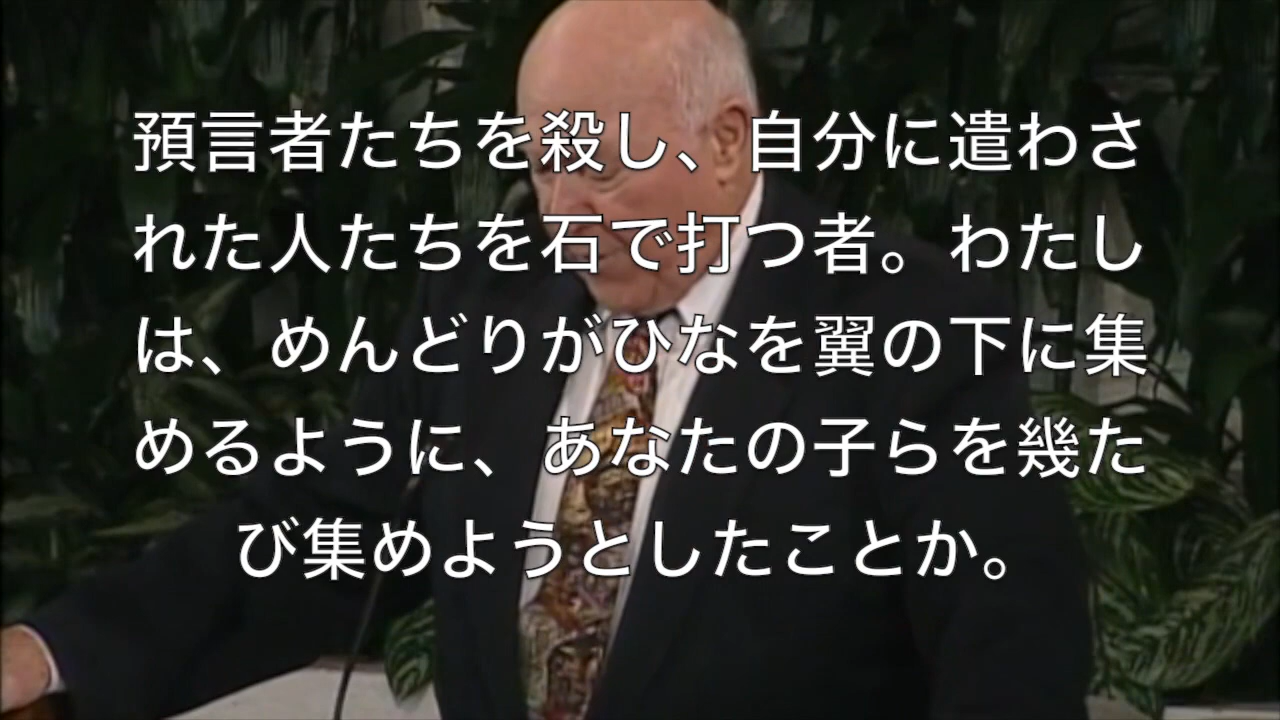 預言者たちを殺し、自分に遣わさ
れた人たちを石で打つ者。わたし
は、めんどりがひなを翼の下に集
めるように、あなたの子らを幾た
び集めようとしたことか。